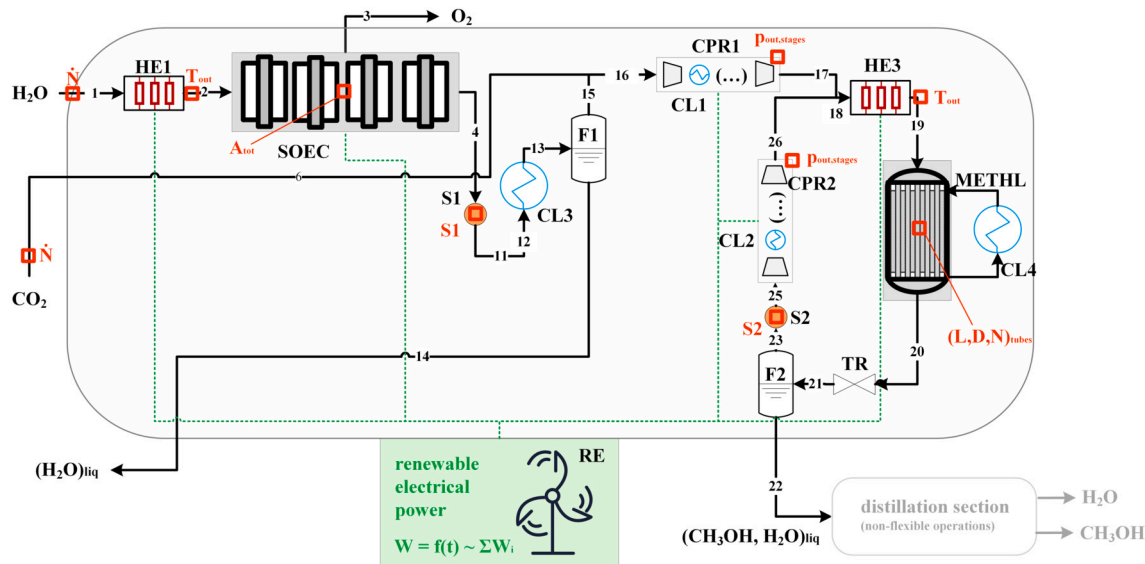 3
O₂
CPR1
pout,stages
HE1
HE3
Ṅ
Tout
16
17
H₂O
1
2
CL1
(...)
18
Tout
15
4
19
F1
26
Atot
SOEC
13
pout,stages
6
CPR2
METHL
S1
S1
CL3
(...)
12
CL2
CL4
Ṅ
11
25
CO₂
S2
S2
(L,D,N)tubes
23
14
F2
TR
20
21
(H₂O)liq
renewable
electrical
power
RE
22
W = f(t) ~ ΣWᵢ
(CH₃OH, H₂O)liq
distillation section
(non-flexible operations)
H₂O
CH₃OH